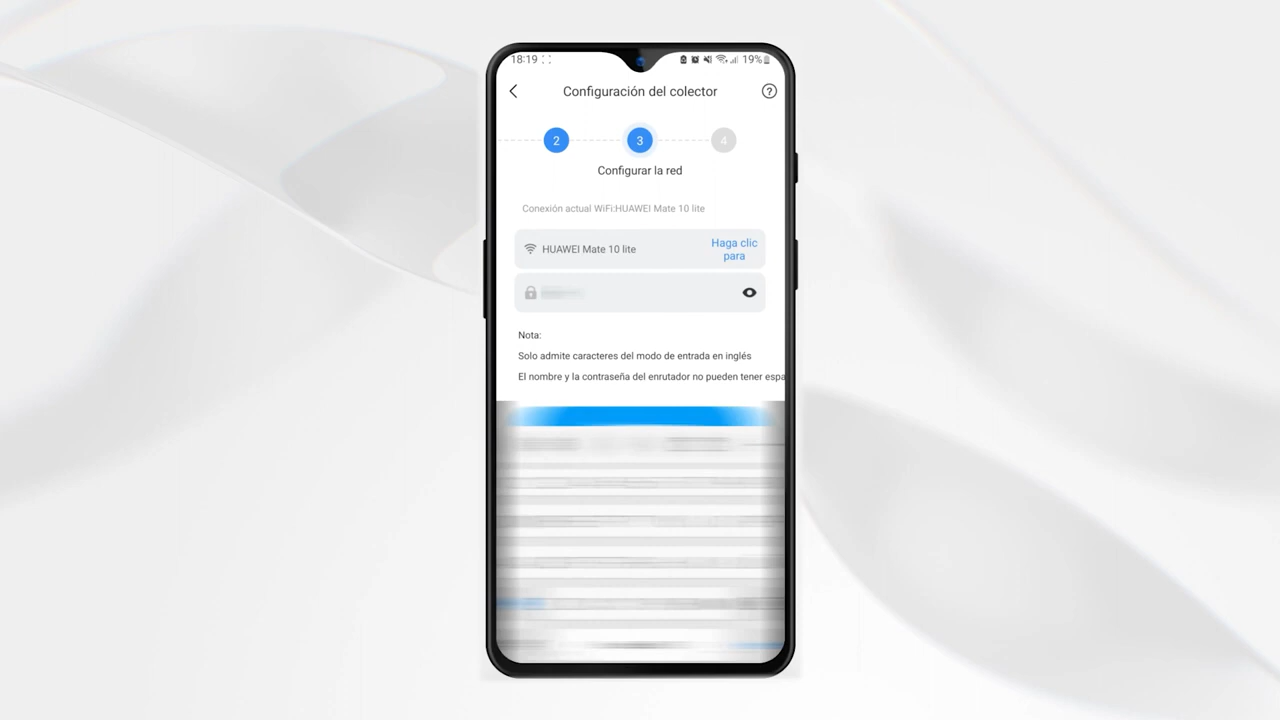 18:19
19%
Configuración del colector
2
3
4
Configurar la red
Conexión actual WiFi:HUAWEI Mate 10 lite
HUAWEI Mate 10 lite
Haga clic
para
Nota:
Solo admite caracteres del modo de entrada en inglés
El nombre y la contraseña del enrutador no pueden tener espa